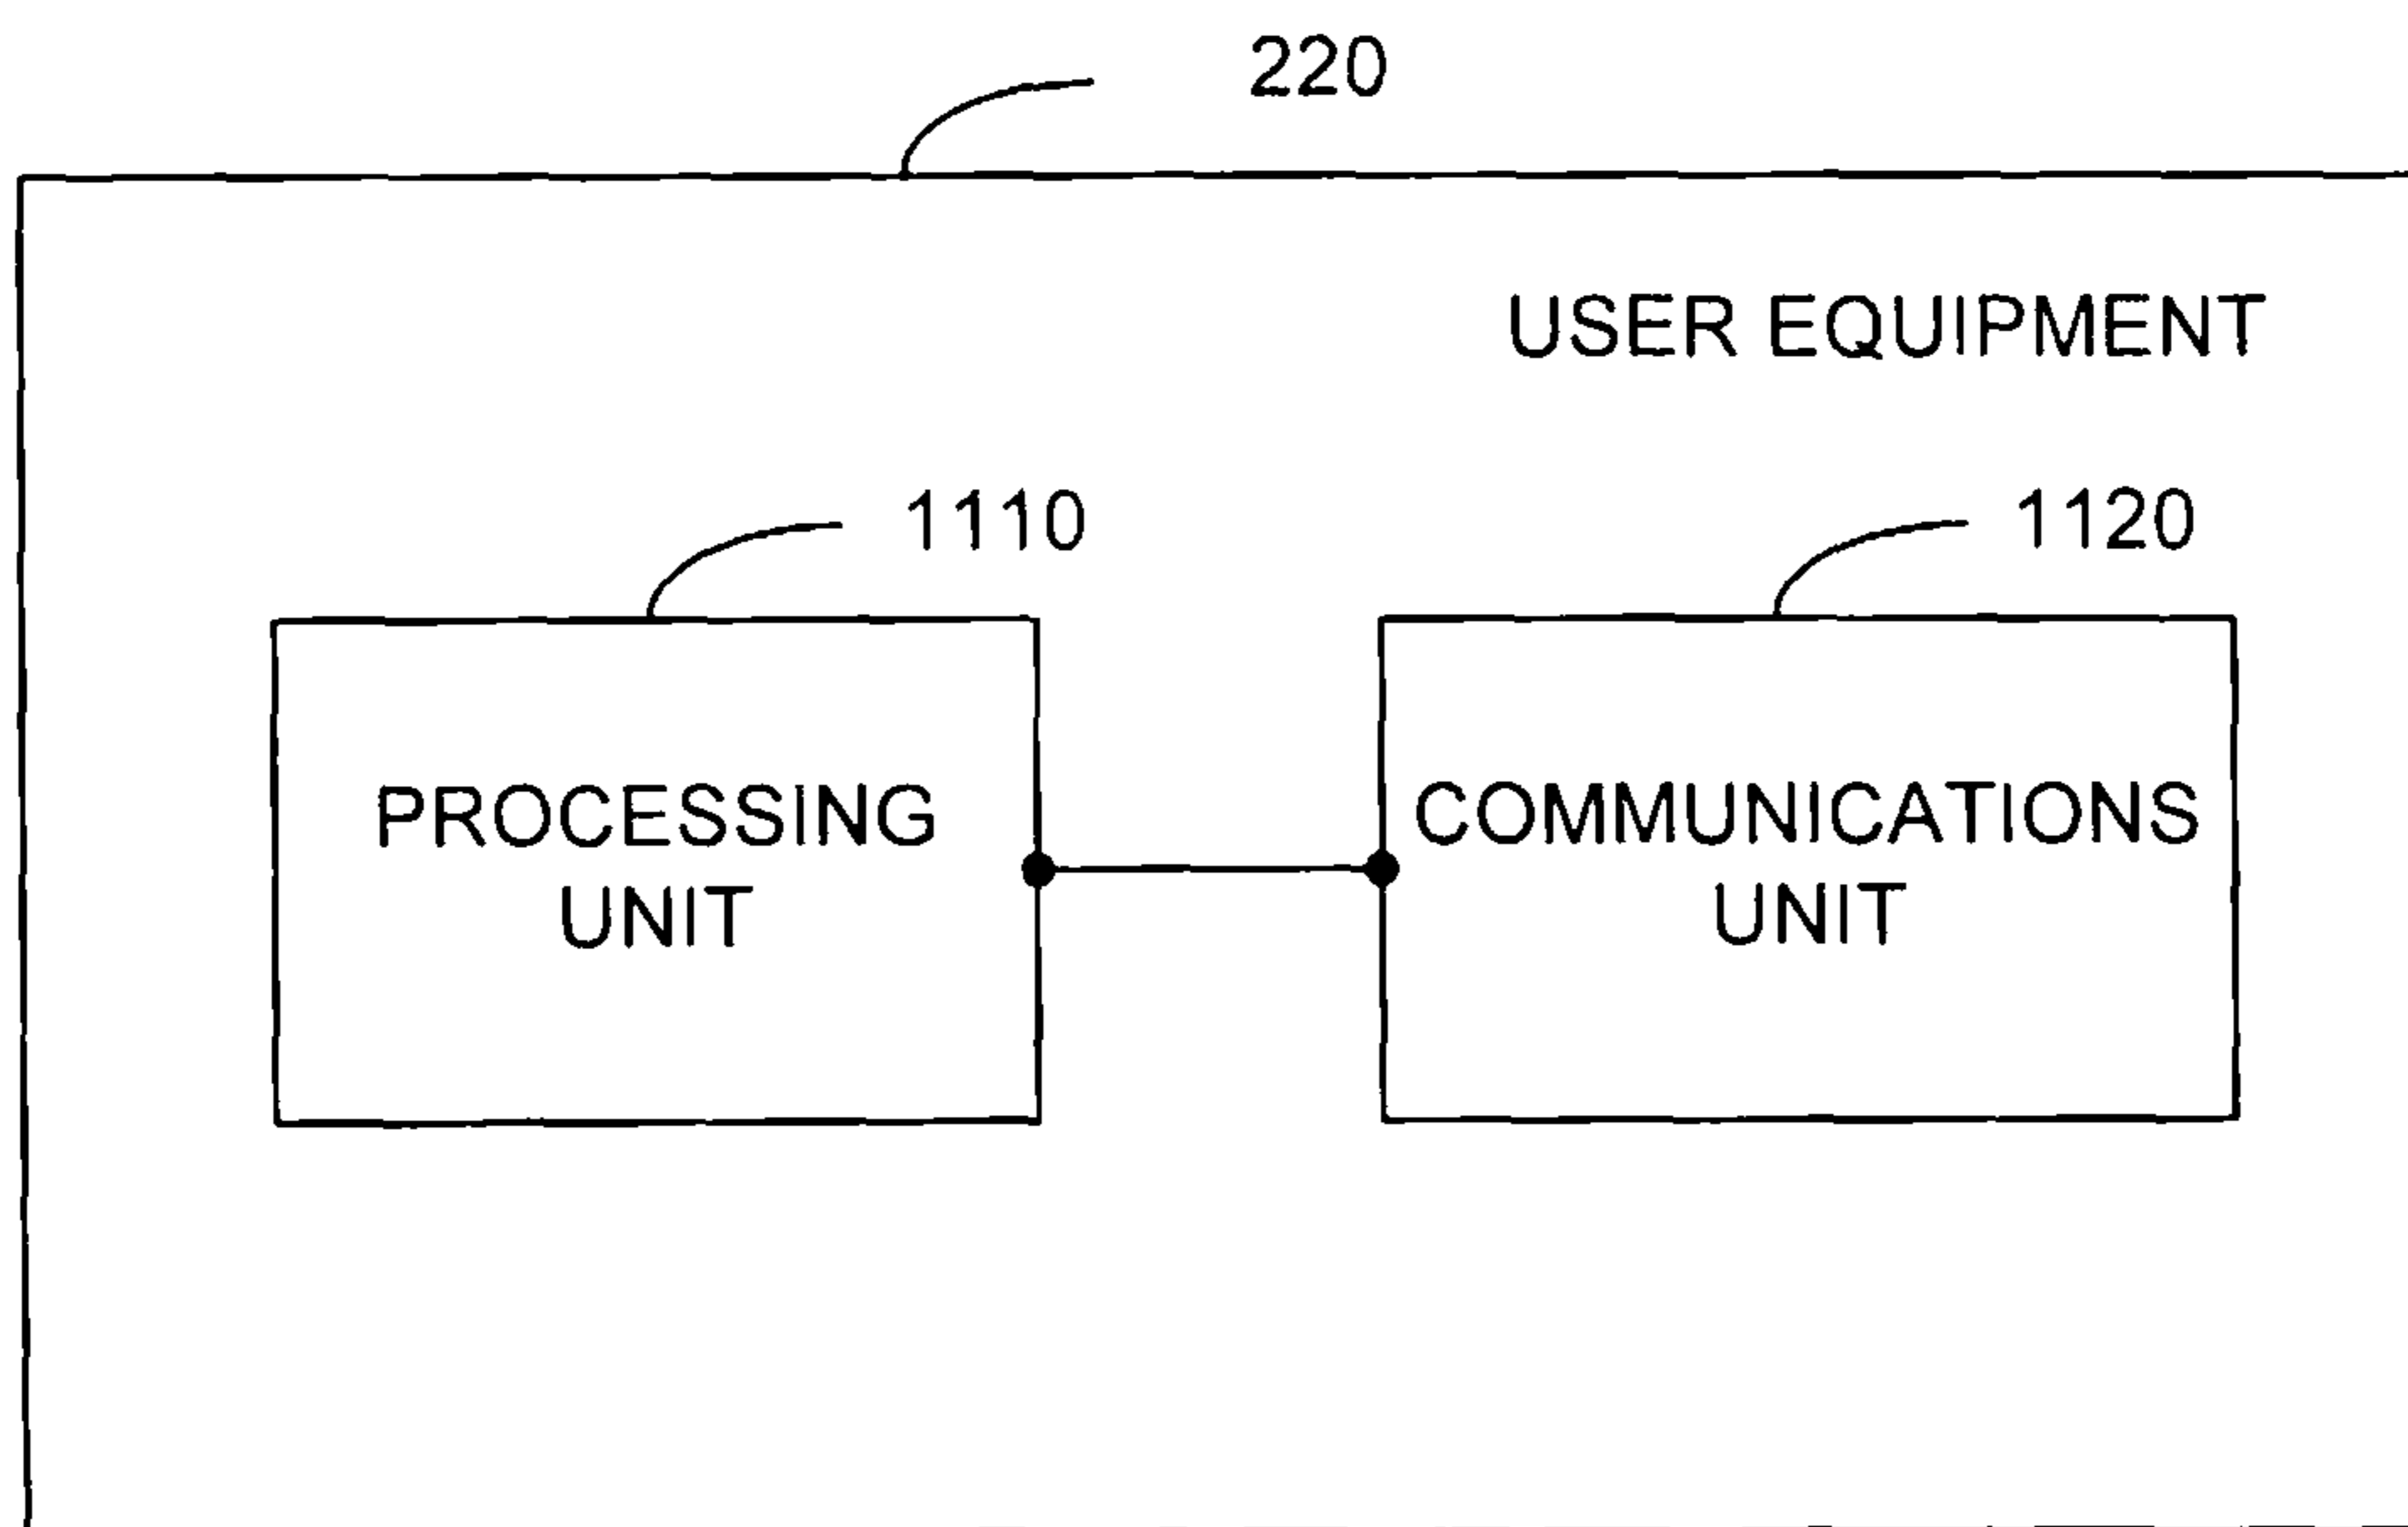 220
USER EQUIPMENT
1110
1120
PROCESSING
UNIT
COMMUNICATIONS
UNIT